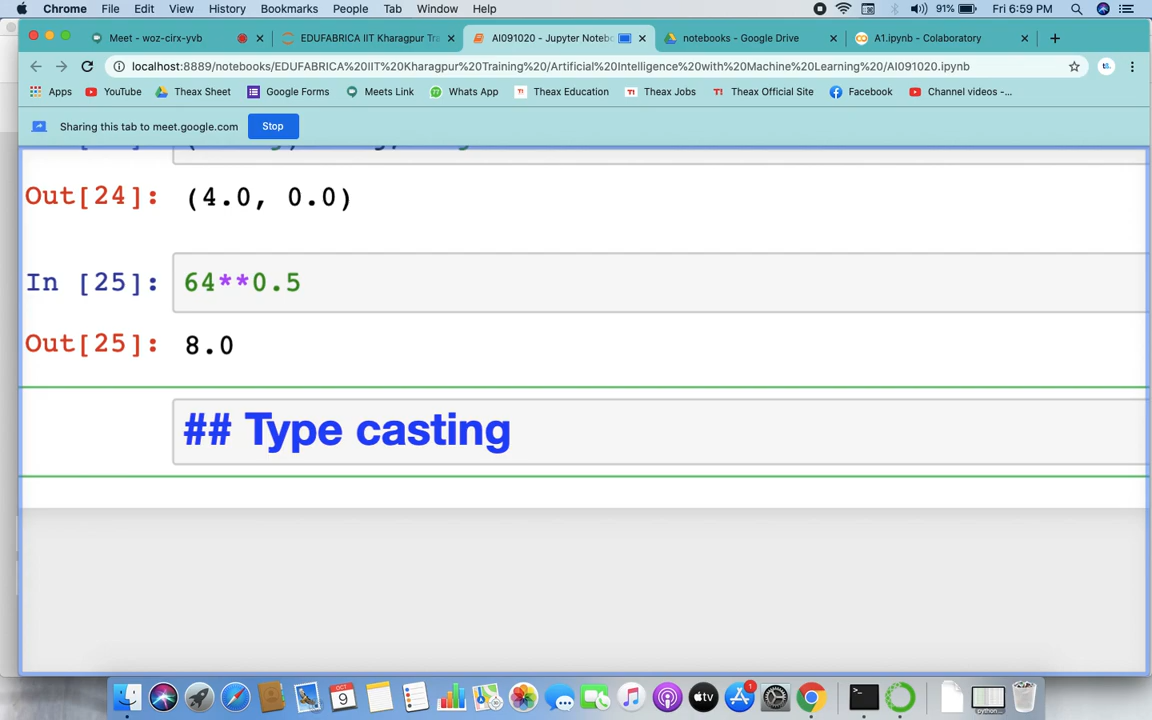 Chrome File Edit View History Bookmarks People Tab Window Help 91% Fri 6:59 PM
Meet - woz-cirx-yvb EDUFABRICA IIT Kharagpur Tra AI091020 - Jupyter Notebo notebooks - Google Drive A1.ipynb - Colaboratory
localhost:8889/notebooks/EDUFABRICA%20IIT%20Kharagpur%20Training%20/Artificial%20Intelligence%20with%20Machine%20Learning%20/AI091020.ipynb
Apps YouTube Theax Sheet Google Forms Meets Link Whats App Theax Education Theax Jobs Theax Official Site Facebook Channel videos -...
Sharing this tab to meet.google.com Stop
Out[24]: (4.0, 0.0)
In [25]: 64**0.5
Out[25]: 8.0
## Type casting